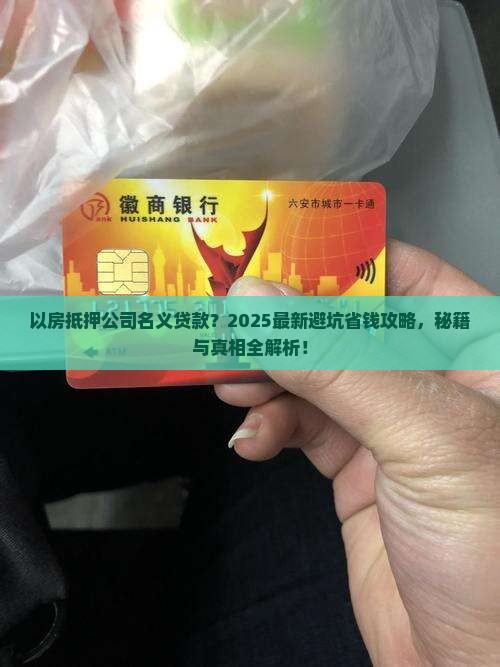 徽商银行
HUISHANG BANK
Bank
六安市城市一卡通
以房抵押公司名义贷款？2025最新避坑省钱攻略，秘籍
与真相全解析！
ATM